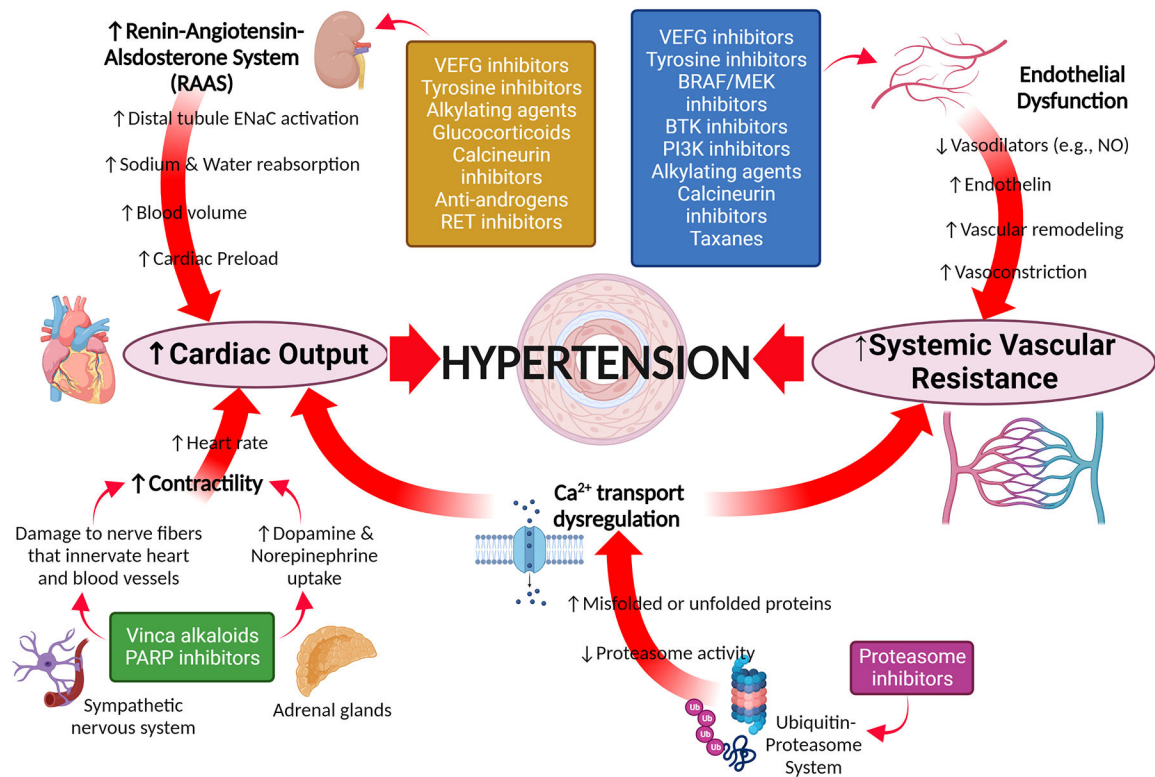 ↑Renin-Angiotensin-
Alsdosterone System
(RAAS)
↑Distal tubule ENaC activation
↑Sodium & Water reabsorption
↑Blood volume
↑Cardiac Preload
VEFG inhibitors
Tyrosine inhibitors
Alkylating agents
Glucocorticoids
Calcineurin
inhibitors
Anti-androgens
RET inhibitors
VEFG inhibitors
Tyrosine inhibitors
BRAF/MEK
inhibitors
BTK inhibitors
PI3K inhibitors
Alkylating agents
Calcineurin
inhibitors
Taxanes
Endothelial
Dysfunction
↓Vasodilators (e.g., NO)
↑Endothelin
↑Vascular remodeling
↑Vasoconstriction
↑Cardiac Output
HYPERTENSION
↑Systemic Vascular
Resistance
↑Heart rate
↑Contractility
Damage to nerve fibers
that innervate heart
and blood vessels
↑Dopamine &
Norepinephrine
uptake
Vinca alkaloids
PARP inhibitors
Sympathetic
nervous system
Adrenal glands
Ca²⁺ transport
dysregulation
↑Misfolded or unfolded proteins
↓Proteasome activity
Proteasome
inhibitors
Ub
Ub
Ub
Ub
Ubiquitin-
Proteasome
System